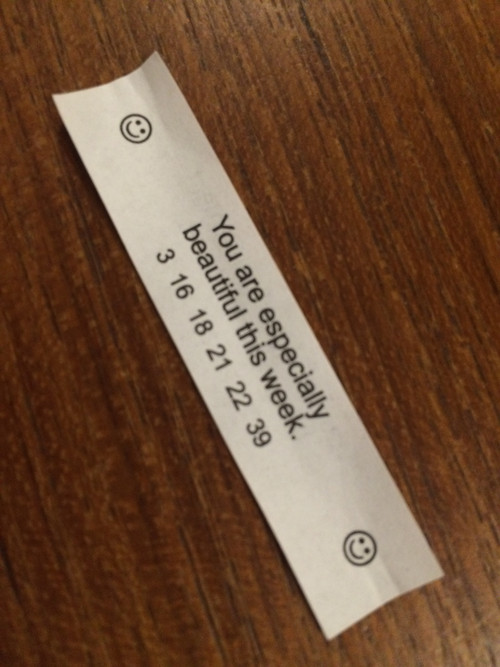 You are especially
beautiful this week.
3 16 18 21 22 39